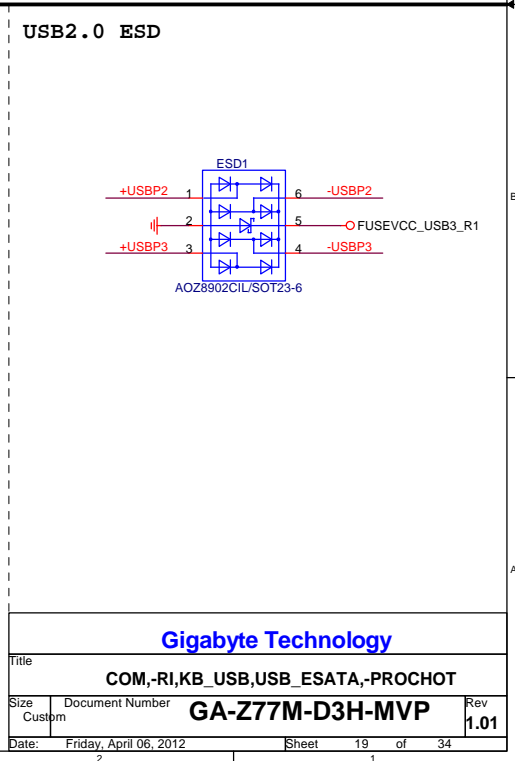 USB2.0 ESD
ESD1
+USBP2 1 6 -USBP2
2 5 FUSEVCC_USB3_R1
+USBP3 3 4 -USBP3
AOZ8902CIL/SOT23-6
B
A
Gigabyte Technology
Title
COM,-RI,KB_USB,USB_ESATA,-PROCHOT
Size Document Number Rev
Custom GA-Z77M-D3H-MVP 1.01
Date: Friday, April 06, 2012 Sheet 19 of 34
2 1